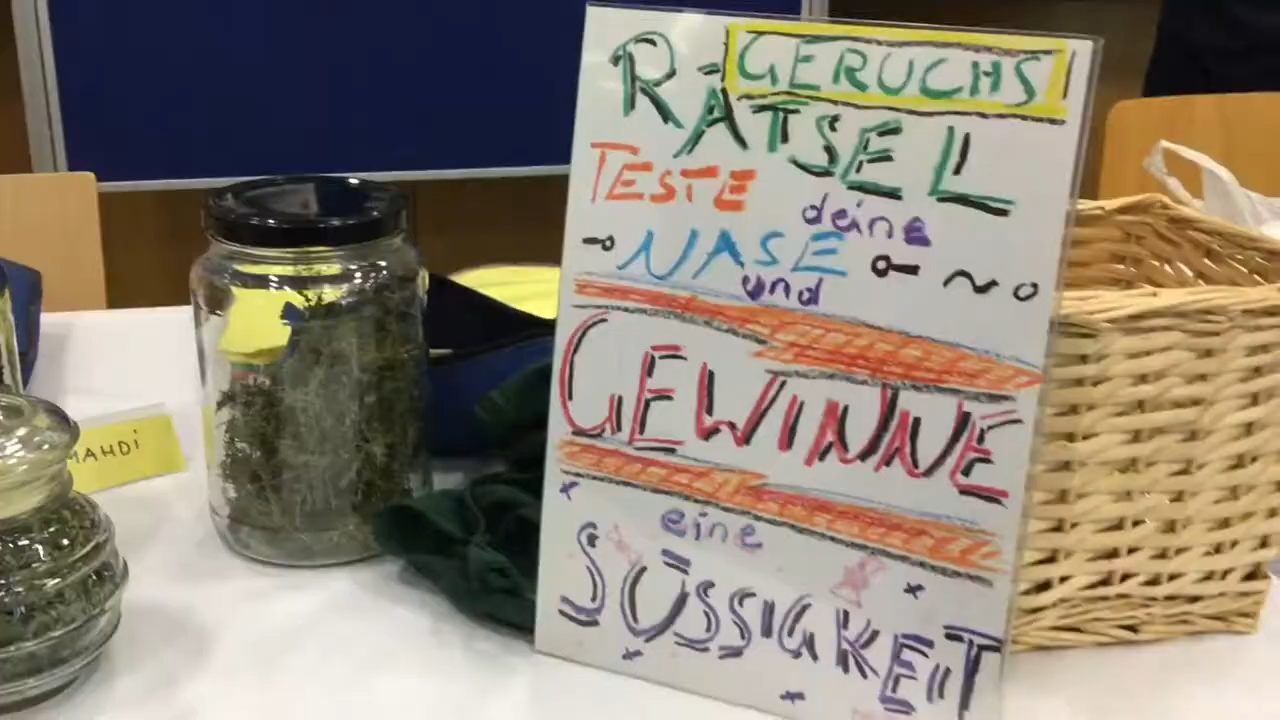 GERUCHS
RÄTSEL
TESTE
deine
NASE
und
GEWINNE
eine
SÜSSIGKEIT
MAHDi